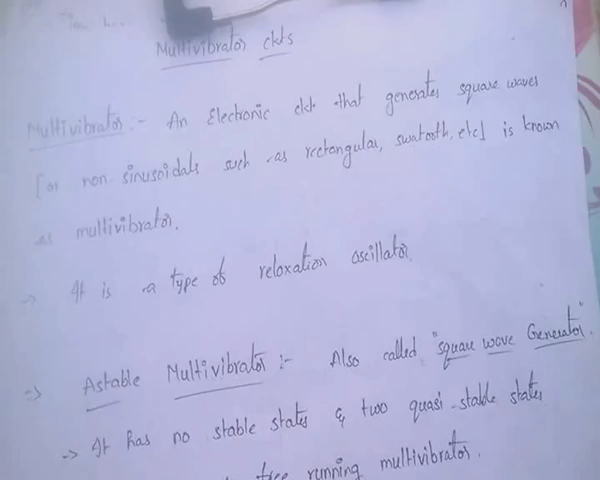 Multivibrator ckts
Multivibrator :- An Electronic ckt that generates square waves
[or non-sinusoidals such as rectangular, swatooth, etc] is known
as multivibrator.
→ It is a type of reloxation oscillator.
⇒ Astable Multivibrator :- Also called "square wave Generator".
→ It has no stable states & two quasi-stable states
free running multivibrator.